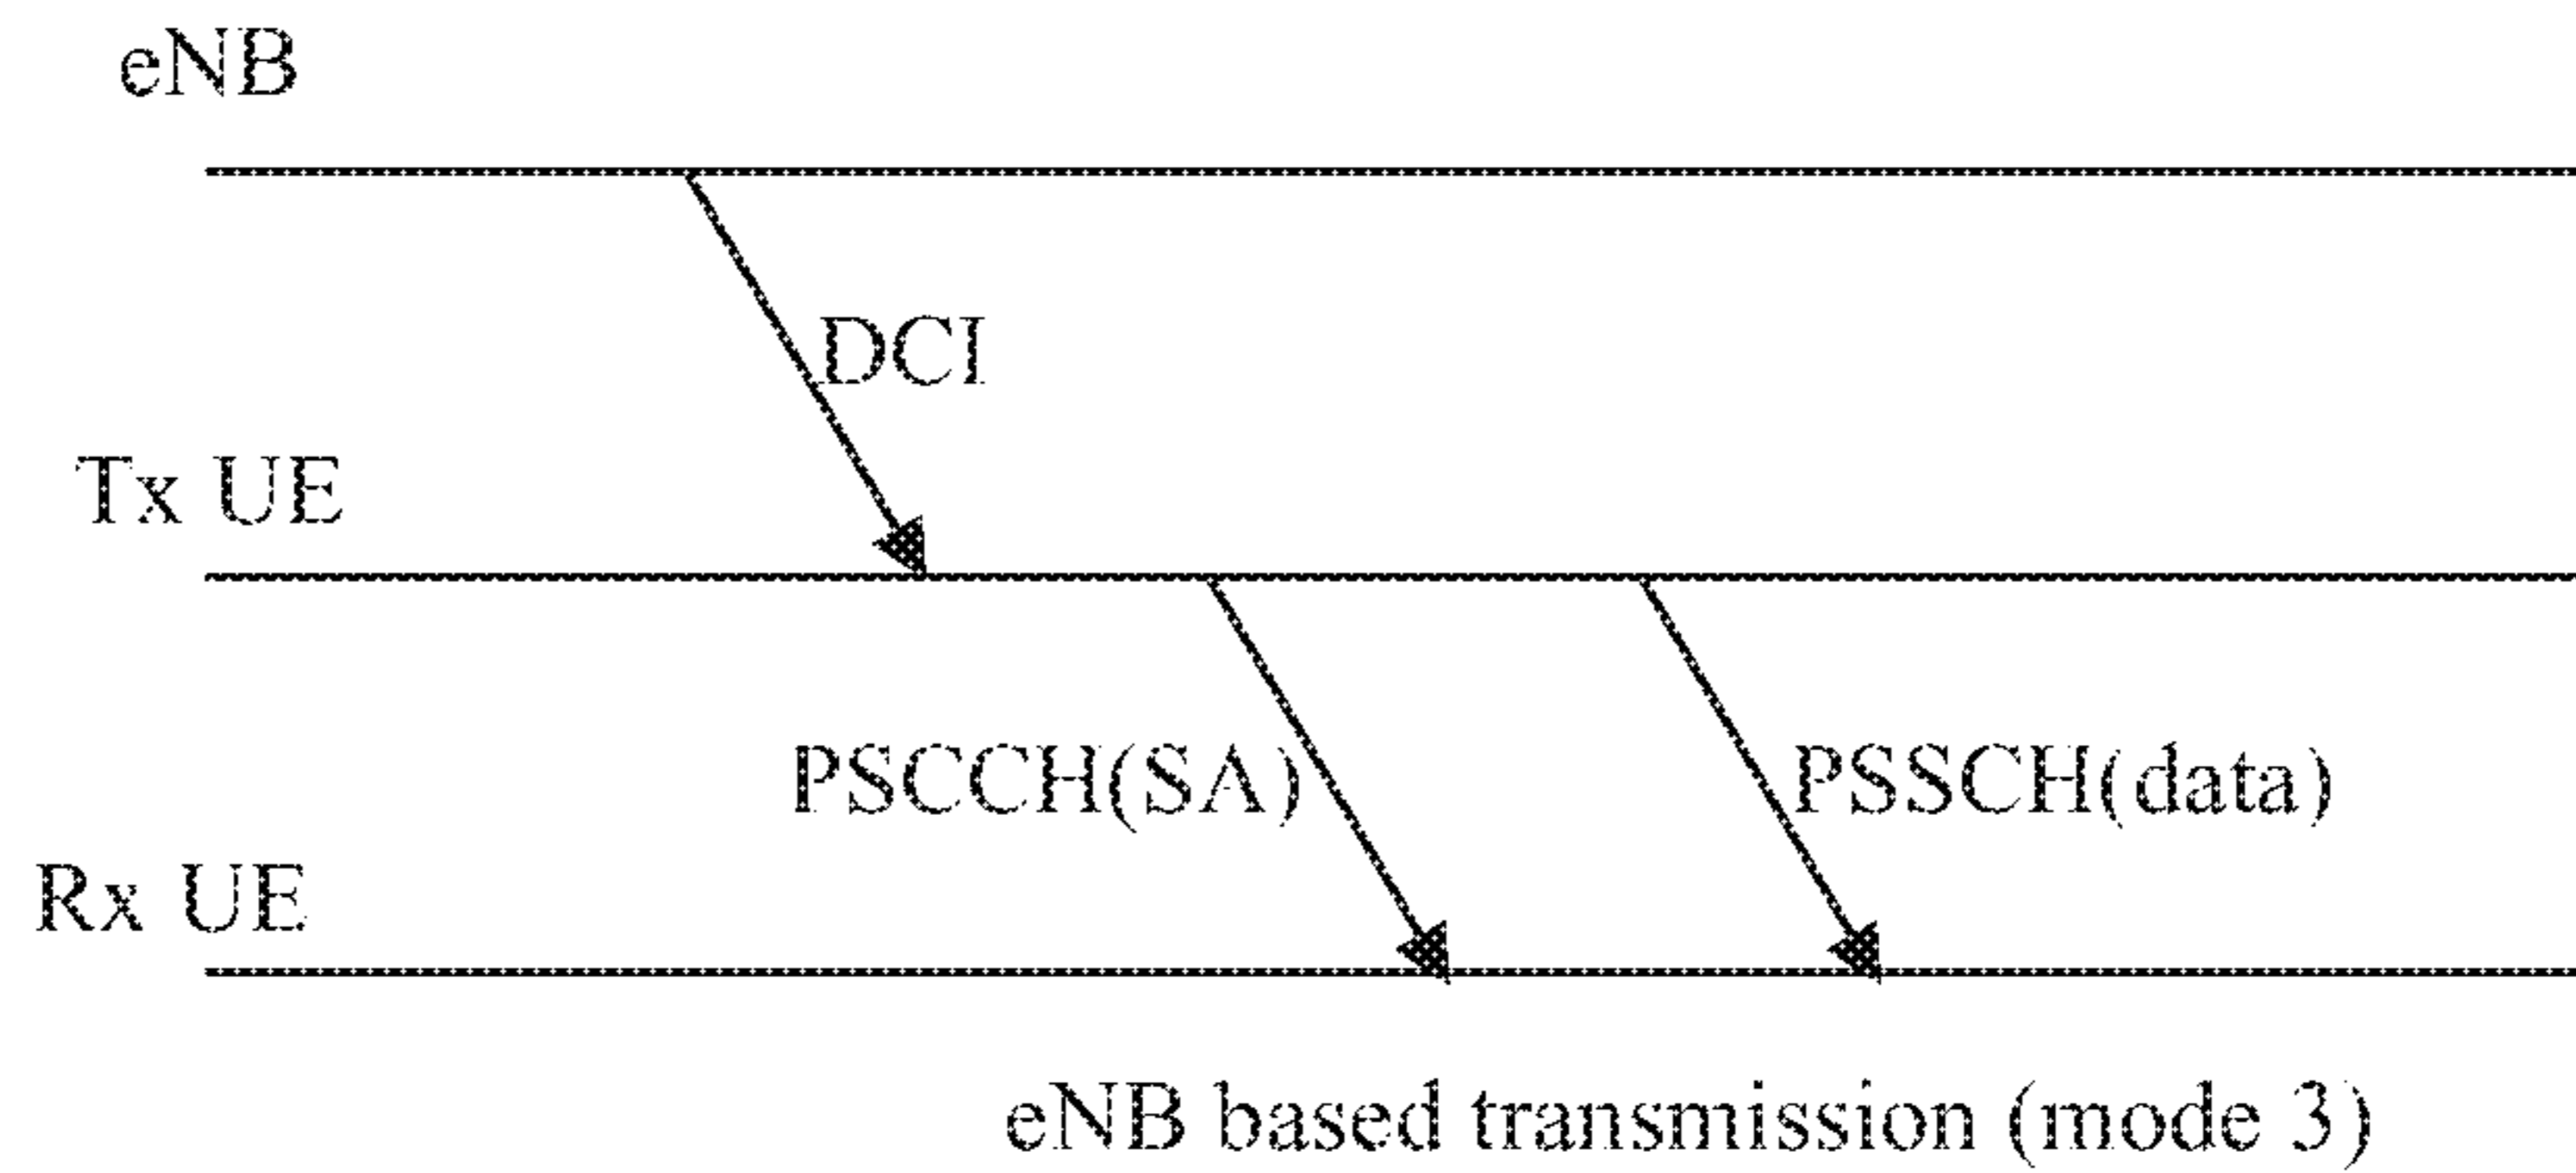 eNB
DCI
Tx UE
PSCCH(SA)
PSSCH(data)
Rx UE
eNB based transmission (mode 3)